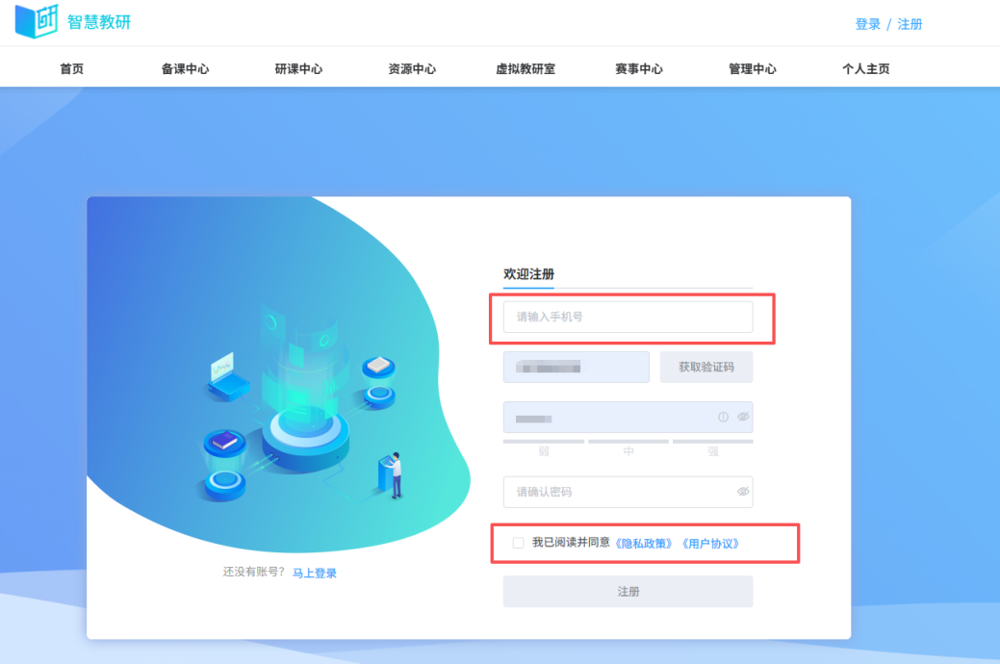 智慧教研
登录 / 注册
首页 备课中心 研课中心 资源中心 虚拟教研室 赛事中心 管理中心 个人主页
欢迎注册
请输入手机号
获取验证码
弱 中 强
请确认密码
我已阅读并同意《隐私政策》《用户协议》
还没有账号？ 马上登录
注册